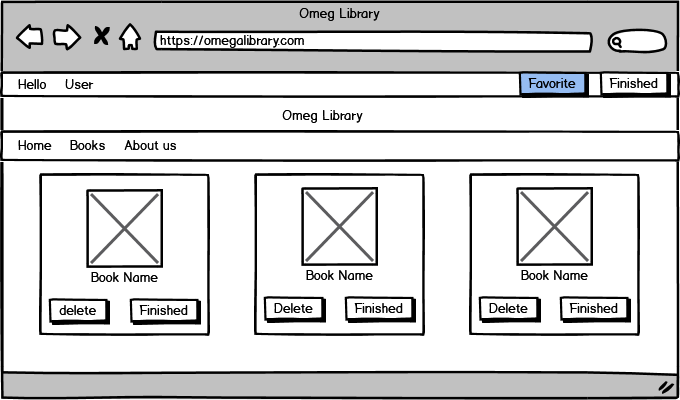 Omeg Library
https://omegalibrary.com
Hello User Favorite Finished
Omeg Library
Home Books About us
Book Name Book Name Book Name
delete Finished Delete Finished Delete Finished